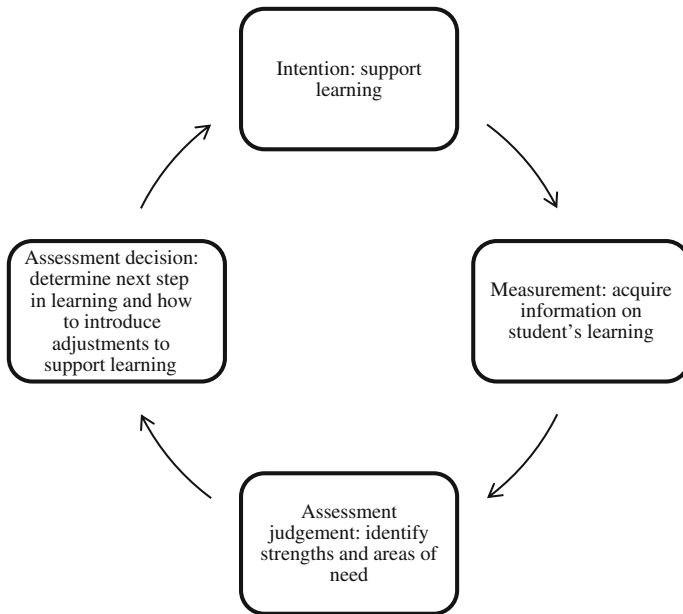 Intention: support
learning
Assessment decision:
determine next step
in learning and how
to introduce
adjustments to
support learning
Measurement: acquire
information on
student’s learning
Assessment
judgement: identify
strengths and areas of
need